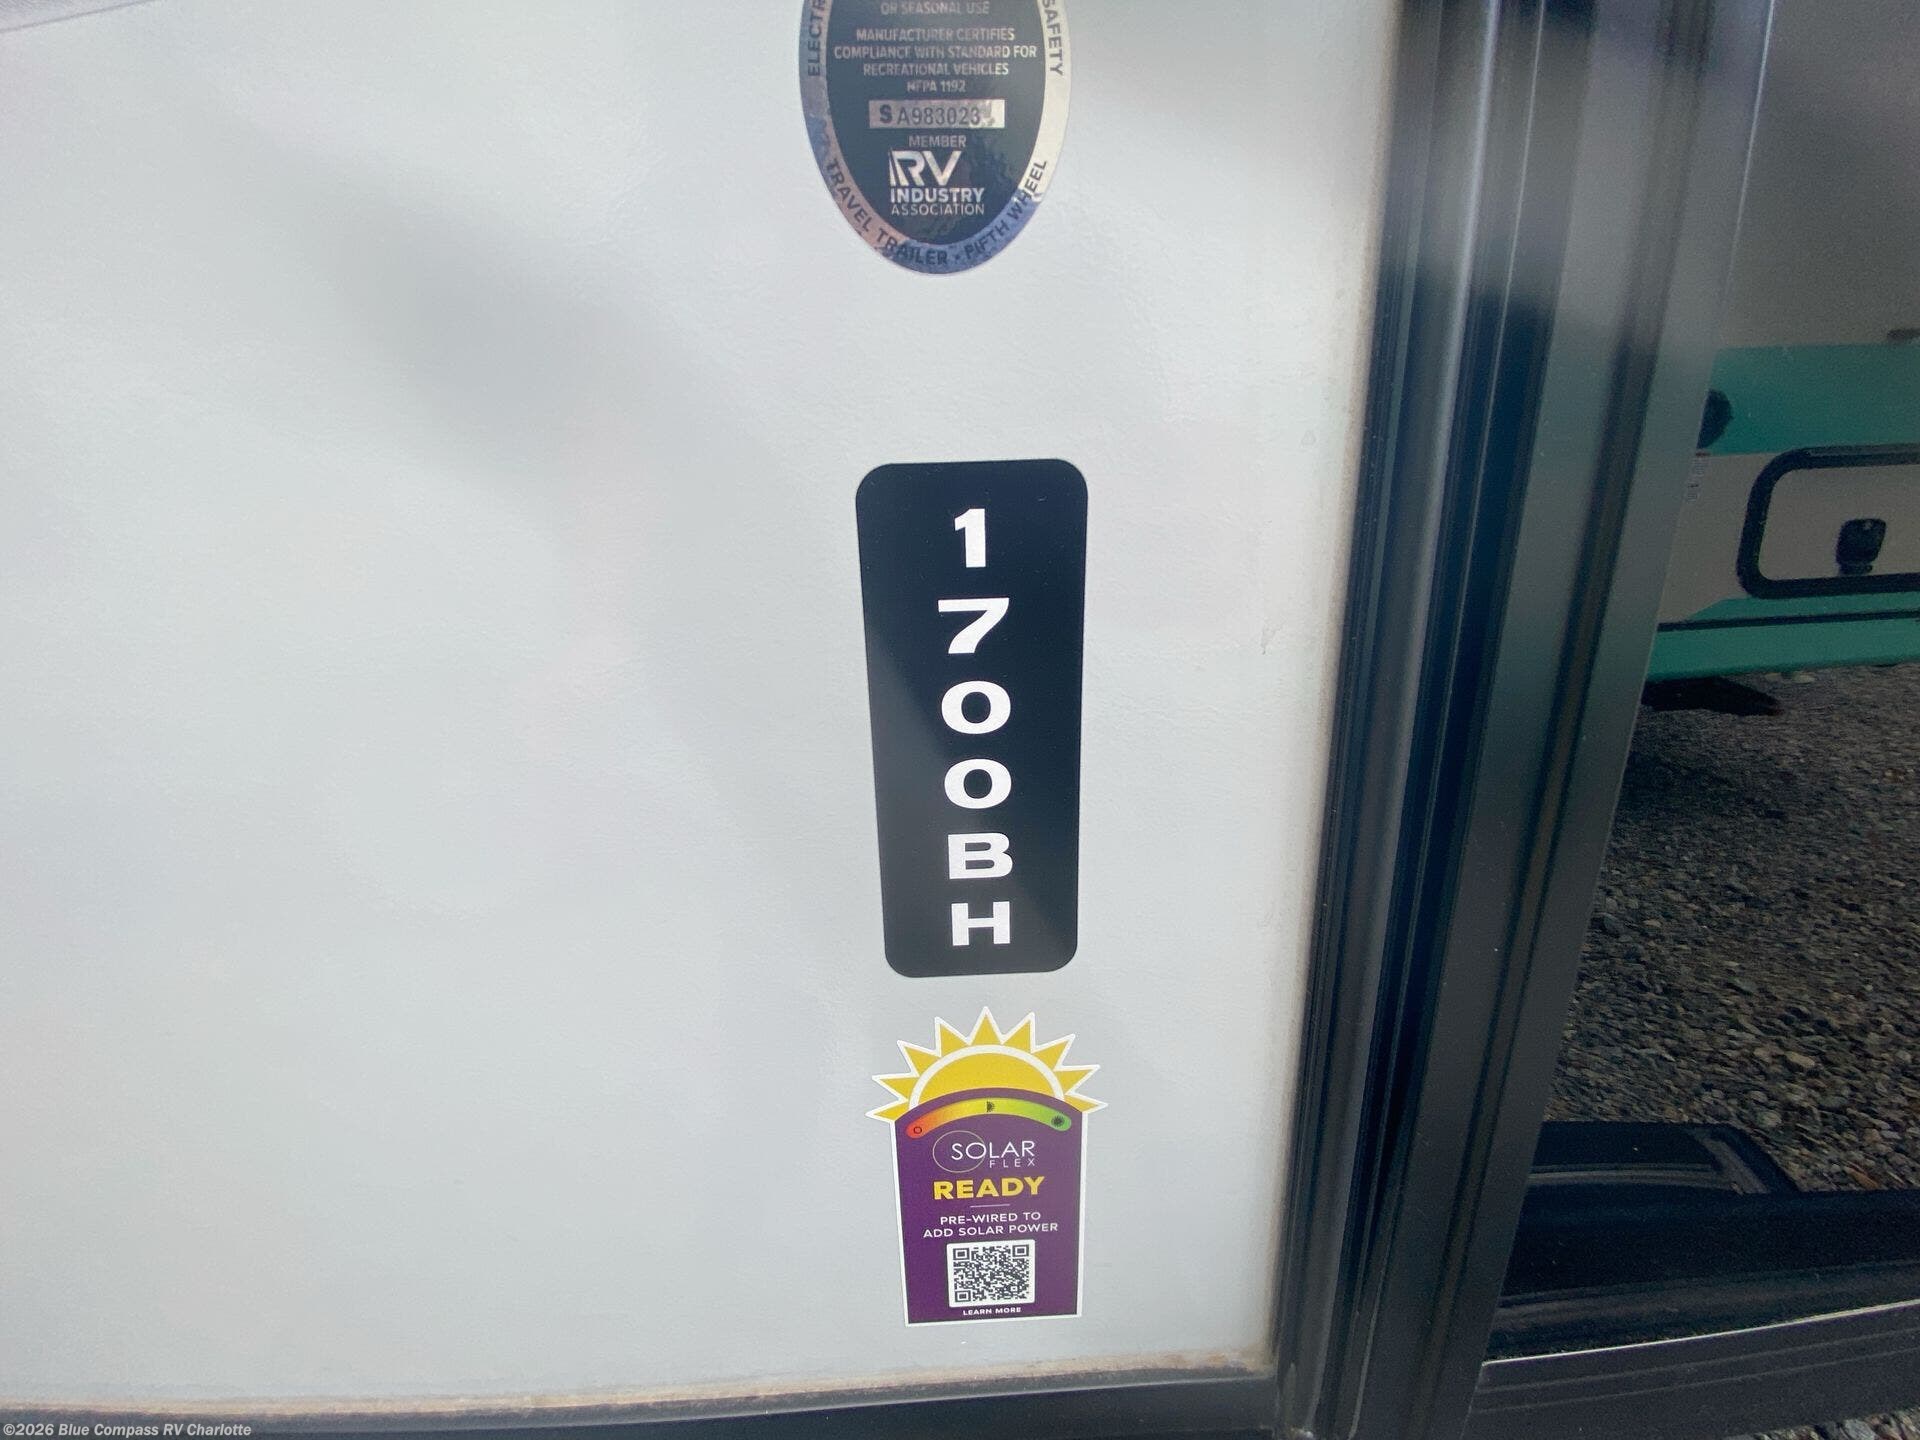 OR SEASONAL USE
MANUFACTURER CERTIFIES
COMPLIANCE WITH STANDARD FOR
RECREATIONAL VEHICLES
NFPA 1192
SA983023
MEMBER
RV
INDUSTRY
ASSOCIATION
SAFETY
TRAVEL TRAILER - FIFTH WHEEL
1
7
0
0
B
H
SOLAR
FLEX
READY
PRE-WIRED TO
ADD SOLAR POWER
LEARN MORE
©2026 Blue Compass RV Charlotte